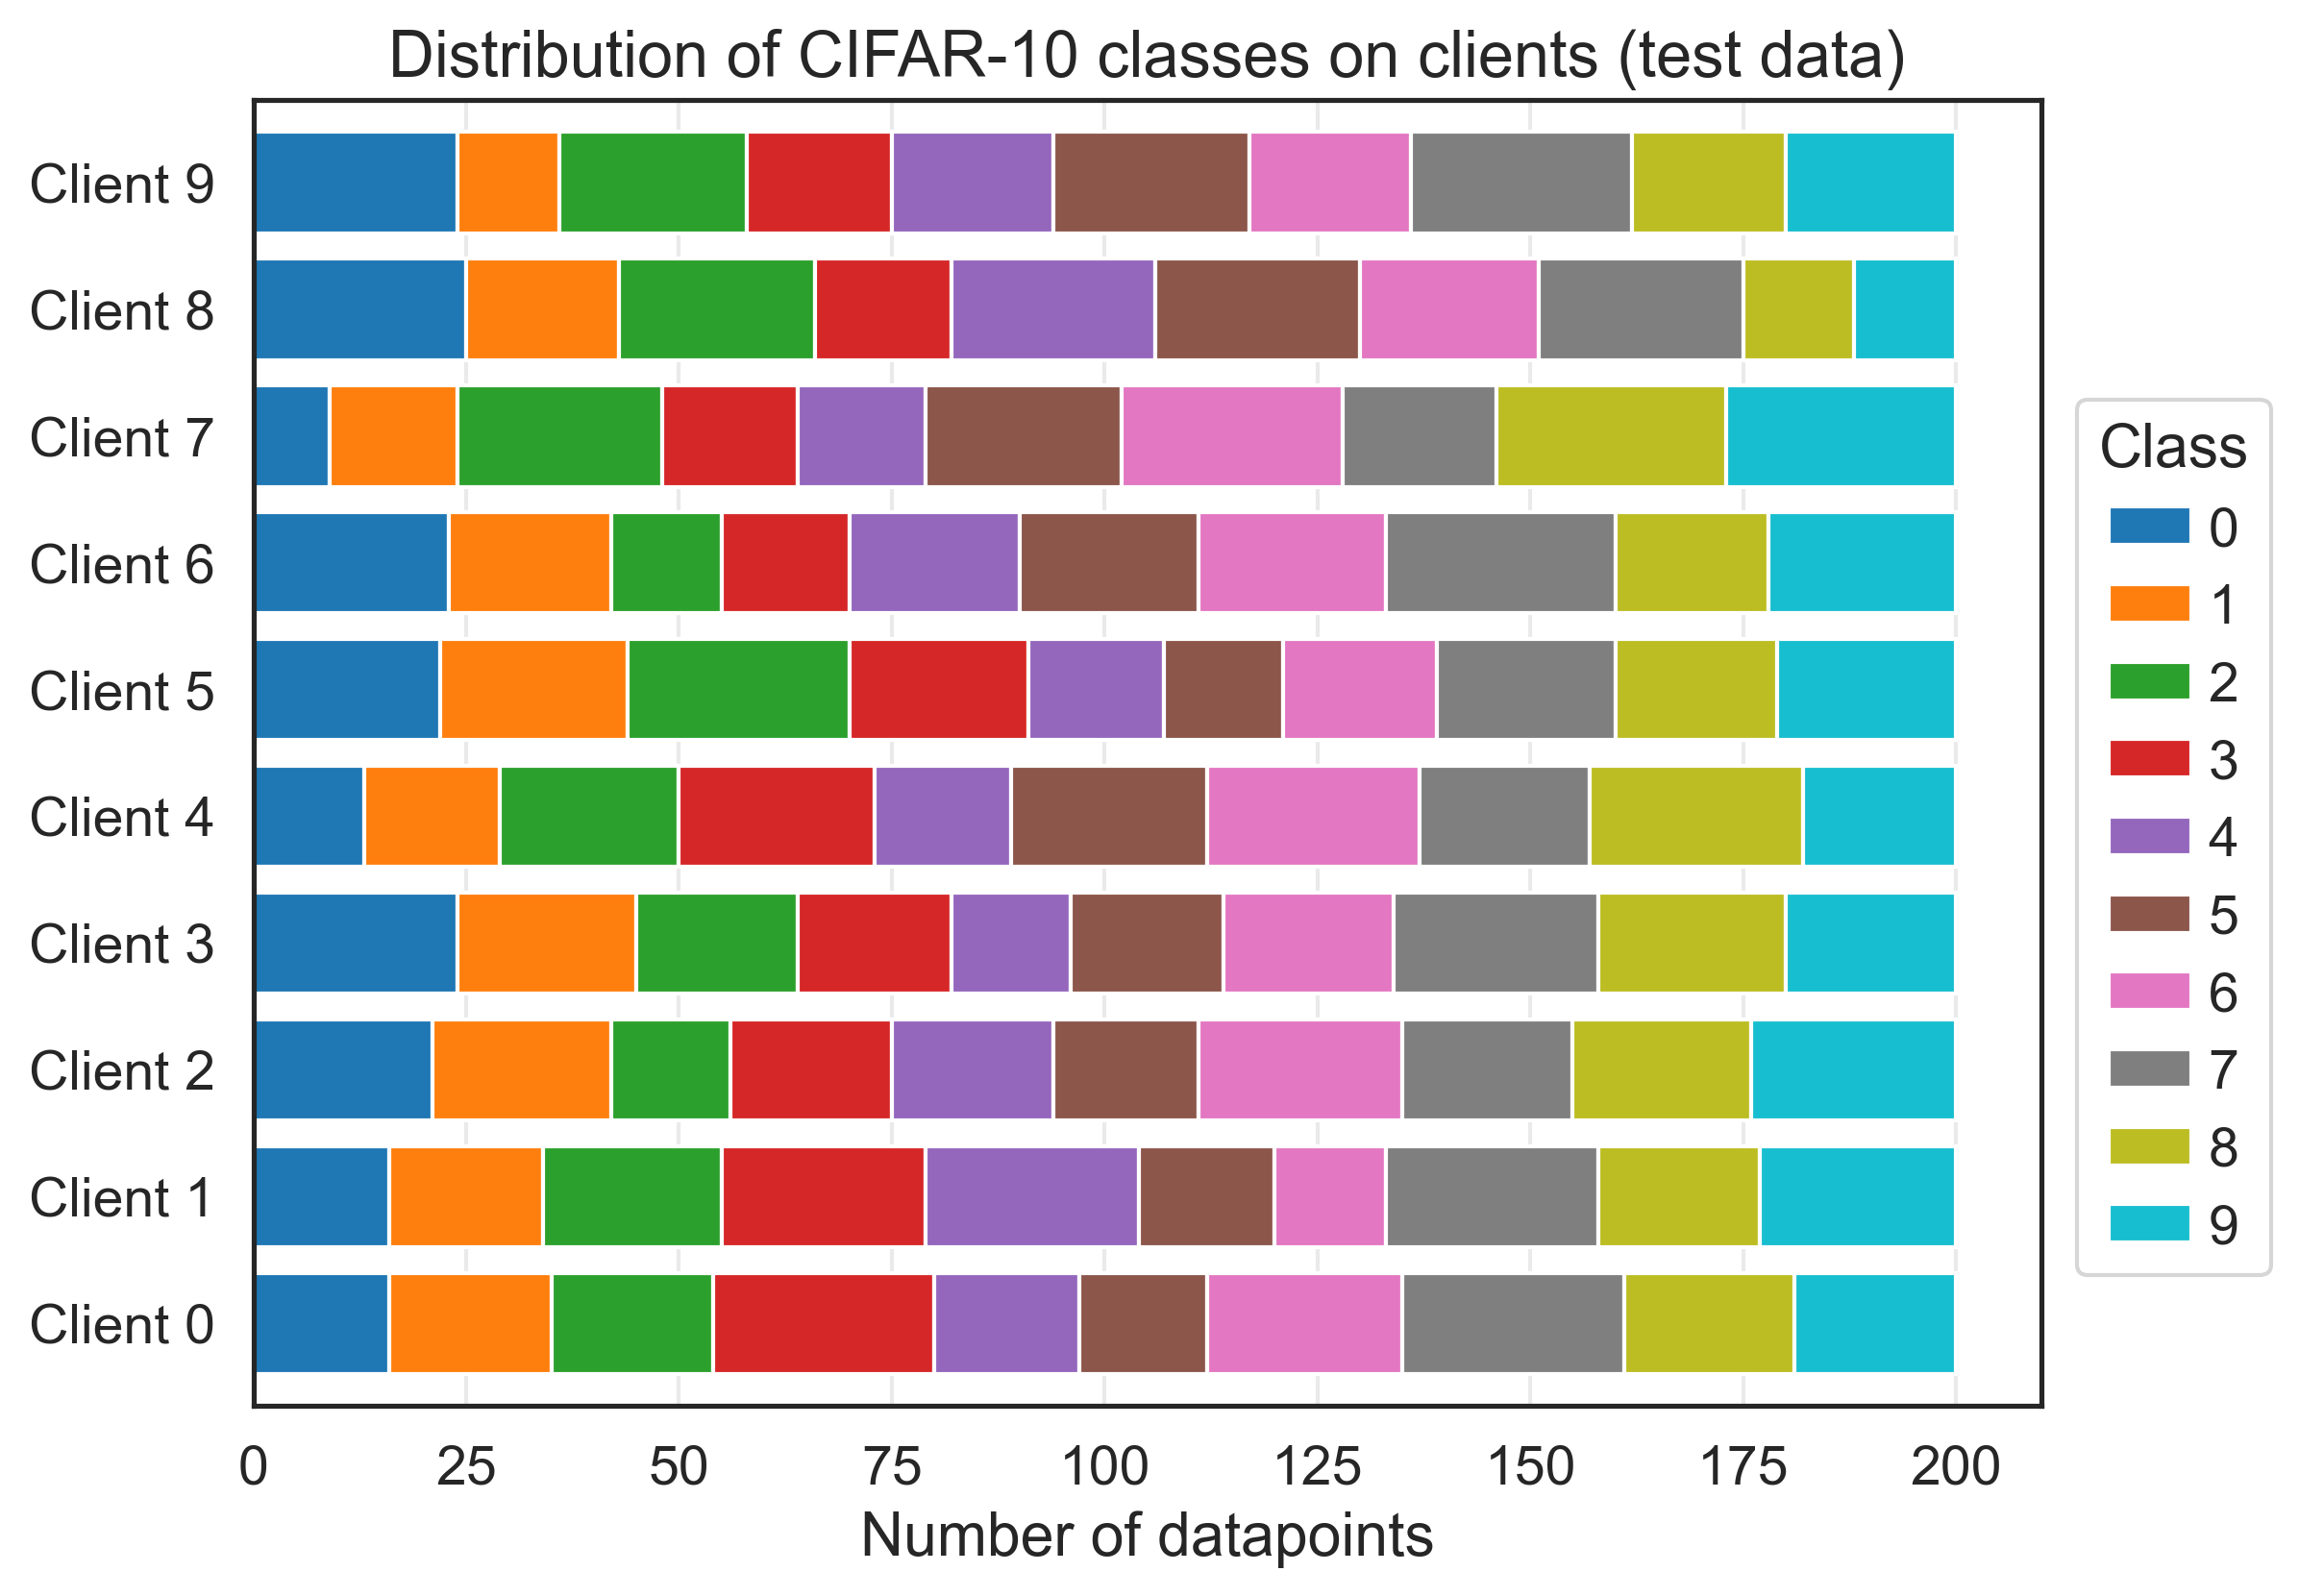 Distribution of CIFAR-10 classes on clients (test data)
Client 9
Client 8
Client 7
Client 6
Client 5
Client 4
Client 3
Client 2
Client 1
Client 0
0 25 50 75 100 125 150 175 200
Number of datapoints
Class
0
1
2
3
4
5
6
7
8
9